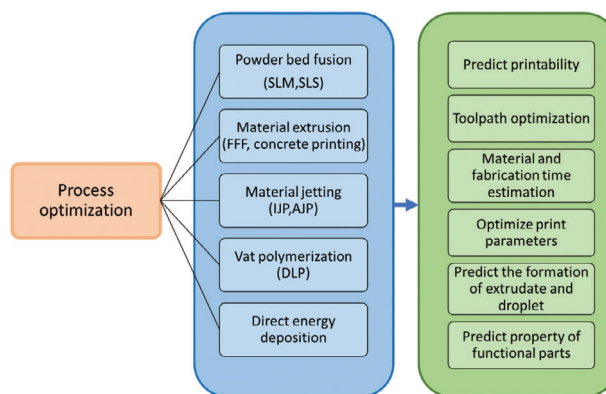 Process
optimization
Powder bed fusion
(SLM,SLS)
Material extrusion
(FFF, concrete printing)
Material jetting
(IJP,AJP)
Vat polymerization
(DLP)
Direct energy
deposition
Predict printability
Toolpath optimization
Material and
fabrication time
estimation
Optimize print
parameters
Predict the formation
of extrudate and
droplet
Predict property of
functional parts